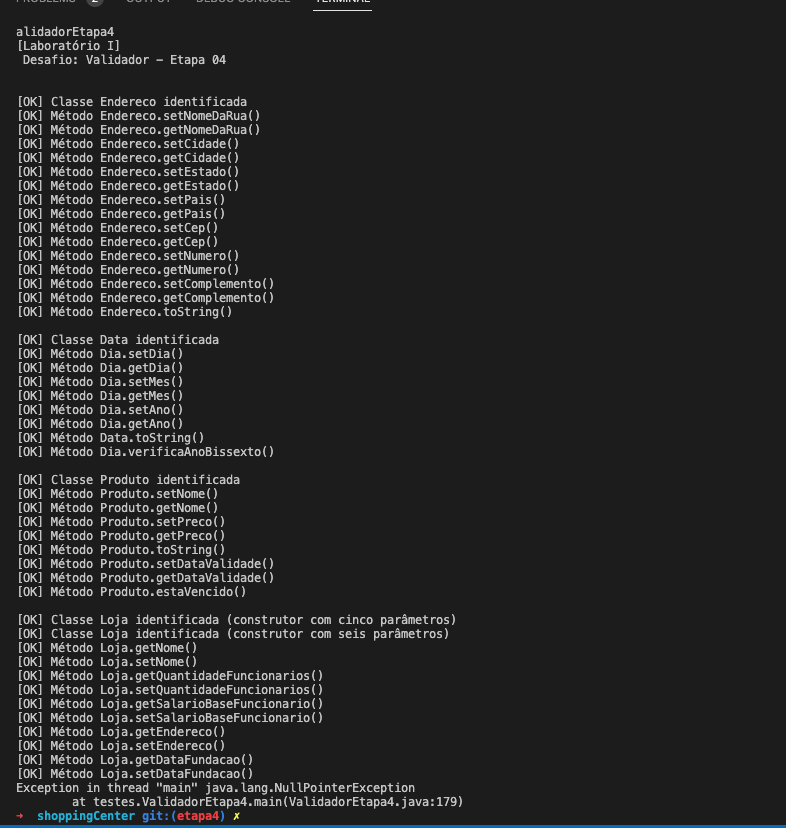 PROBLEMS 2 OUTPUT DEBUG CONSOLE TERMINAL
alidadorEtapa4
[Laboratório I]
Desafio: Validador - Etapa 04
[OK] Classe Endereco identificada
[OK] Método Endereco.setNomeDaRua()
[OK] Método Endereco.getNomeDaRua()
[OK] Método Endereco.setCidade()
[OK] Método Endereco.getCidade()
[OK] Método Endereco.setEstado()
[OK] Método Endereco.getEstado()
[OK] Método Endereco.setPais()
[OK] Método Endereco.getPais()
[OK] Método Endereco.setCep()
[OK] Método Endereco.getCep()
[OK] Método Endereco.setNumero()
[OK] Método Endereco.getNumero()
[OK] Método Endereco.setComplemento()
[OK] Método Endereco.getComplemento()
[OK] Método Endereco.toString()
[OK] Classe Data identificada
[OK] Método Dia.setDia()
[OK] Método Dia.getDia()
[OK] Método Dia.setMes()
[OK] Método Dia.getMes()
[OK] Método Dia.setAno()
[OK] Método Dia.getAno()
[OK] Método Data.toString()
[OK] Método Dia.verificaAnoBissexto()
[OK] Classe Produto identificada
[OK] Método Produto.setNome()
[OK] Método Produto.getNome()
[OK] Método Produto.setPreco()
[OK] Método Produto.getPreco()
[OK] Método Produto.toString()
[OK] Método Produto.setDataValidade()
[OK] Método Produto.getDataValidade()
[OK] Método Produto.estaVencido()
[OK] Classe Loja identificada (construtor com cinco parâmetros)
[OK] Classe Loja identificada (construtor com seis parâmetros)
[OK] Método Loja.getNome()
[OK] Método Loja.setNome()
[OK] Método Loja.getQuantidadeFuncionarios()
[OK] Método Loja.setQuantidadeFuncionarios()
[OK] Método Loja.getSalarioBaseFuncionario()
[OK] Método Loja.setSalarioBaseFuncionario()
[OK] Método Loja.getEndereco()
[OK] Método Loja.setEndereco()
[OK] Método Loja.getDataFundacao()
[OK] Método Loja.setDataFundacao()
Exception in thread "main" java.lang.NullPointerException
at testes.ValidadorEtapa4.main(ValidadorEtapa4.java:179)
→ shoppingCenter git:(etapa4) ✗